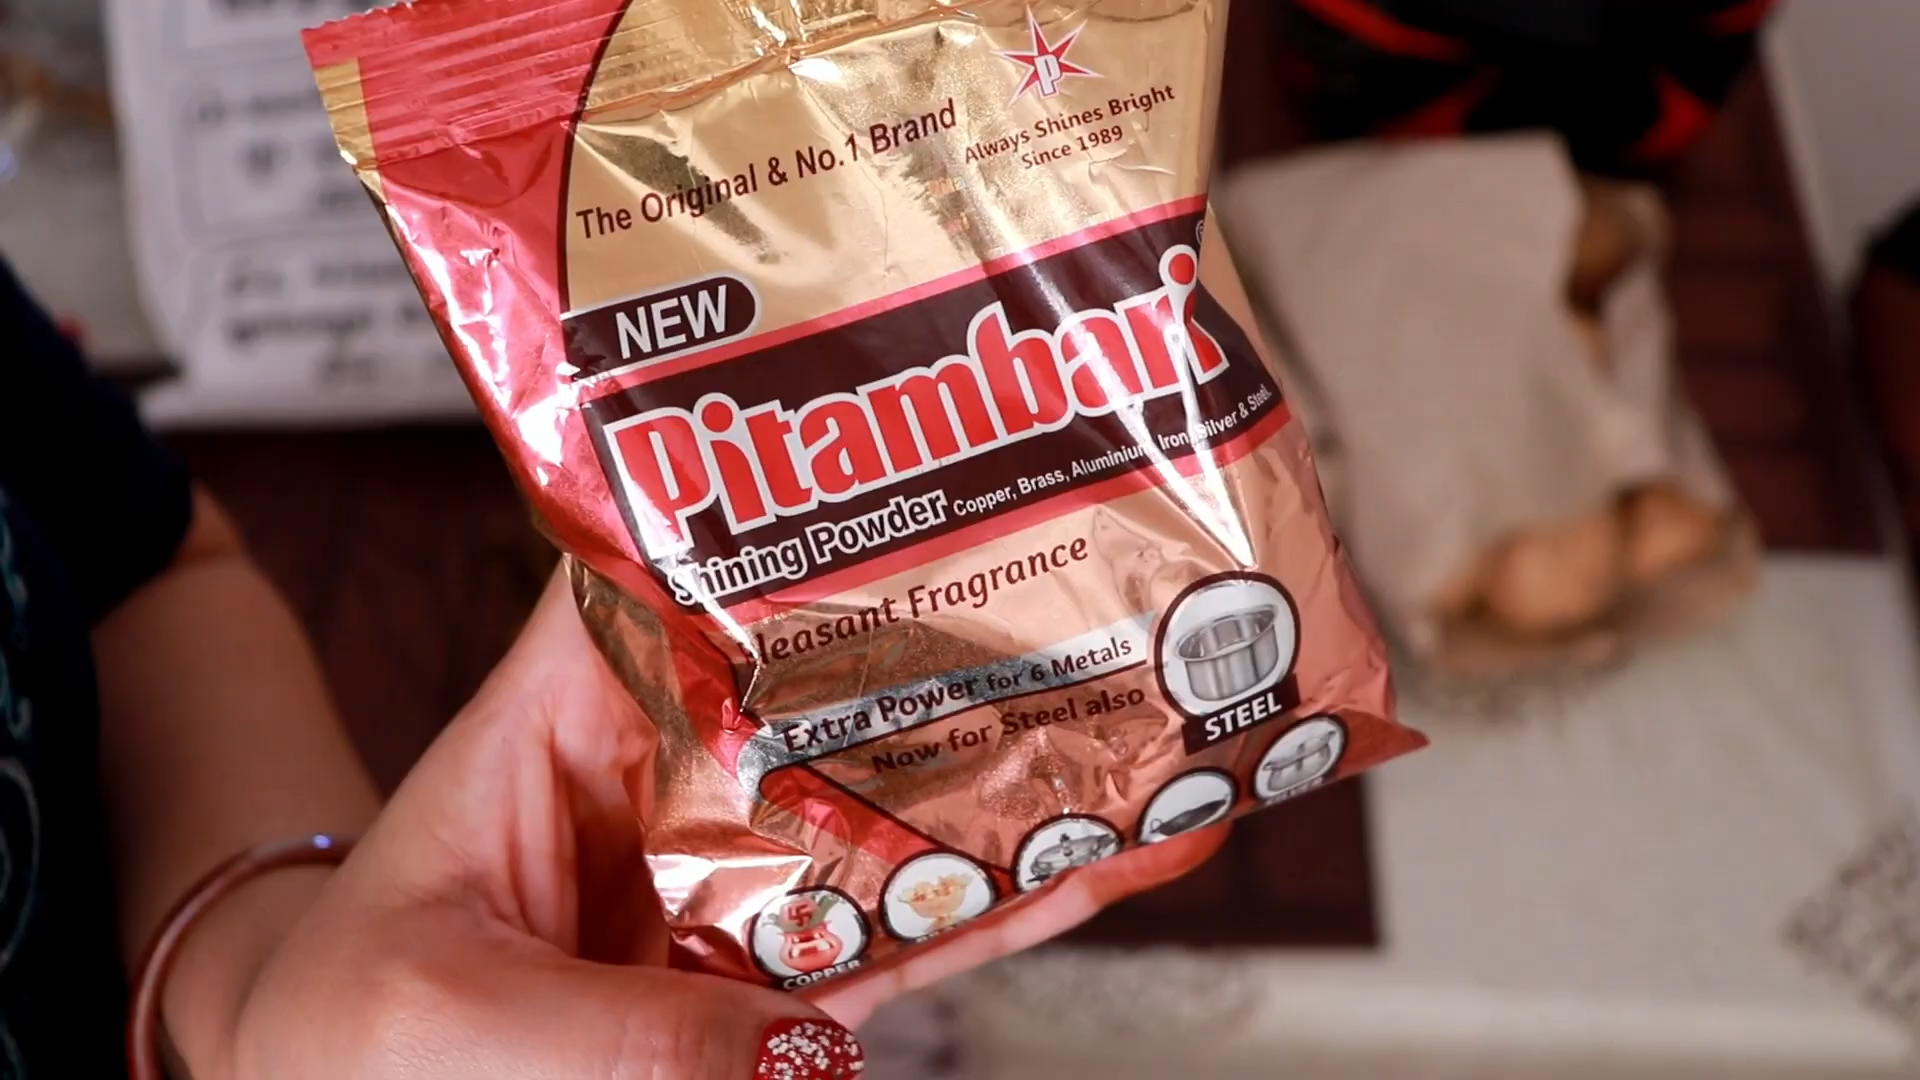 P
Always Shines Bright
Since 1989
The Original & No.1 Brand
NEW
Pitambari
Shining Powder Copper, Brass, Aluminium, Iron, Silver & Steel.
Pleasant Fragrance
Extra Power for 6 Metals
Now for Steel also
STEEL
COPPER